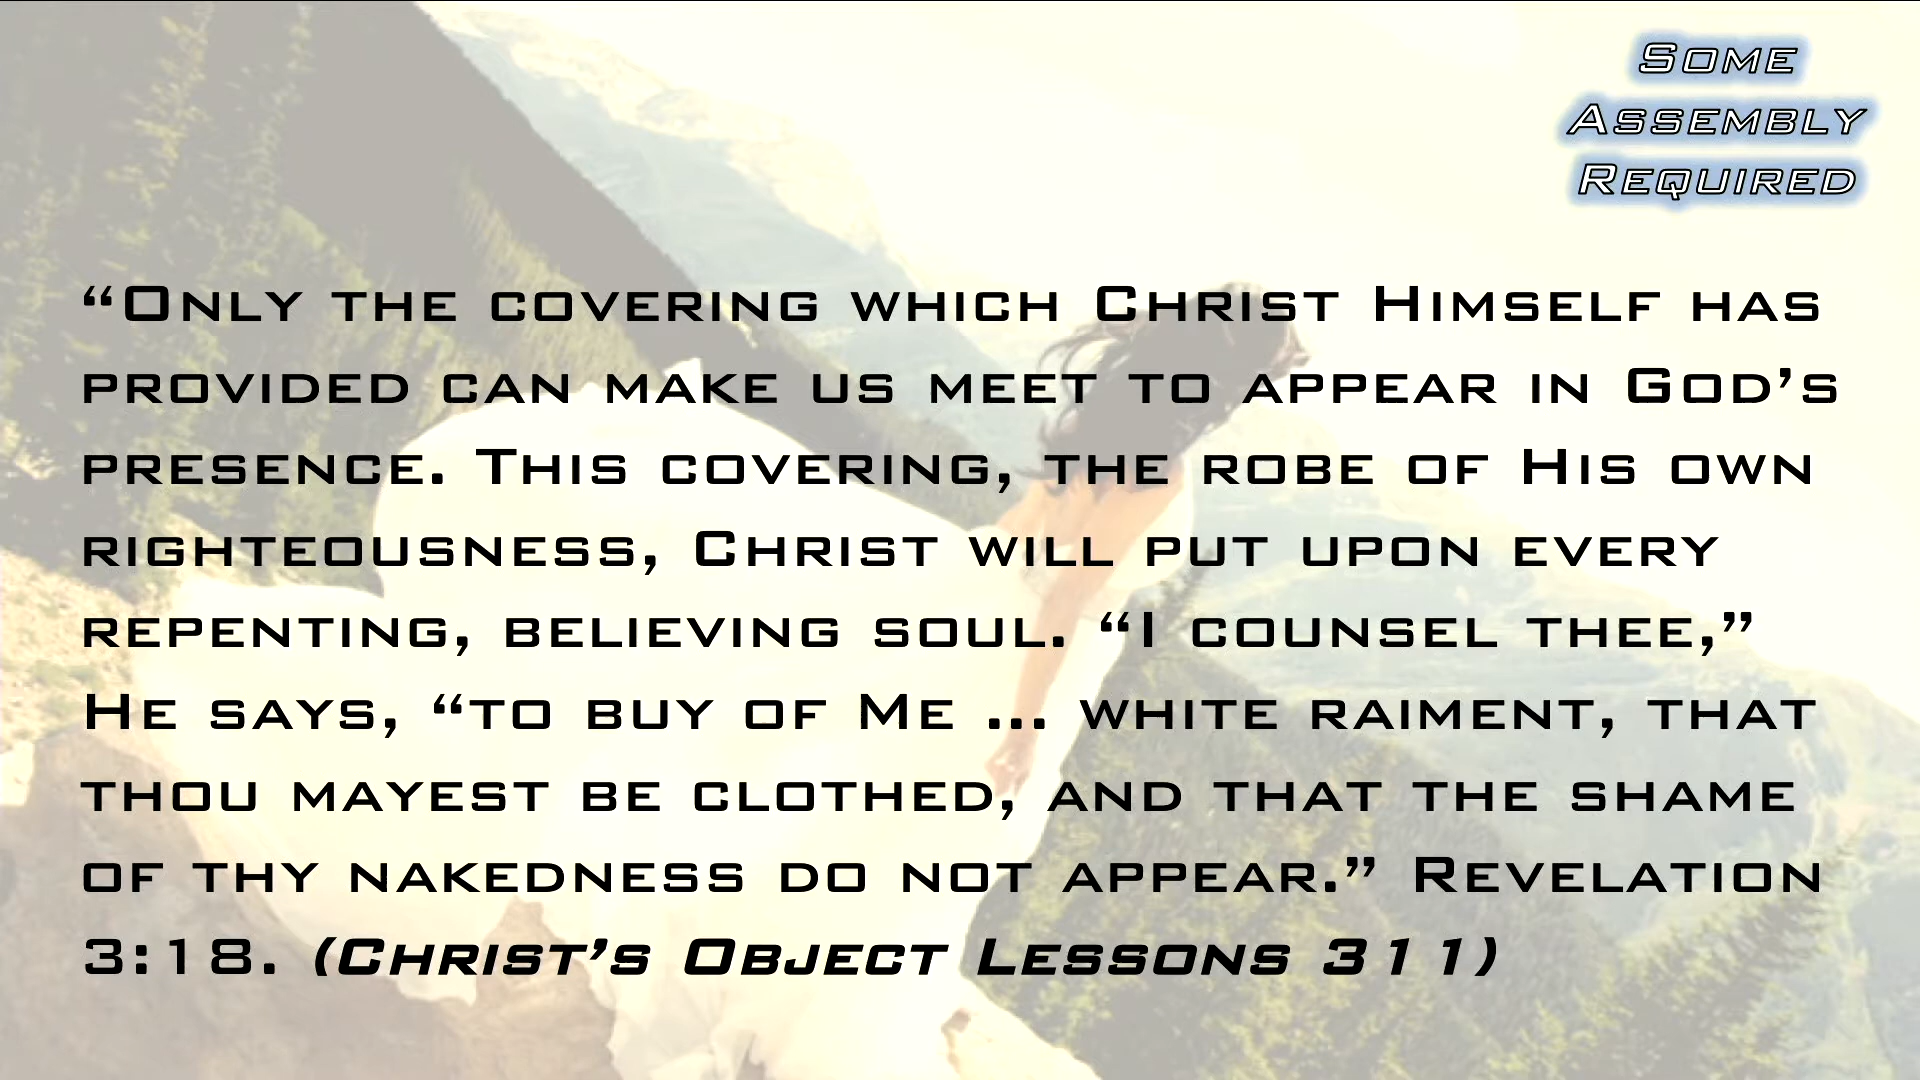 Some
Assembly
Required
“Only the covering which Christ Himself has
provided can make us meet to appear in God’s
presence. This covering, the robe of His own
righteousness, Christ will put upon every
repenting, believing soul. “I counsel thee,”
He says, “to buy of Me ... white raiment, that
thou mayest be clothed, and that the shame
of thy nakedness do not appear.” Revelation
3:18. (Christ’s Object Lessons 311)